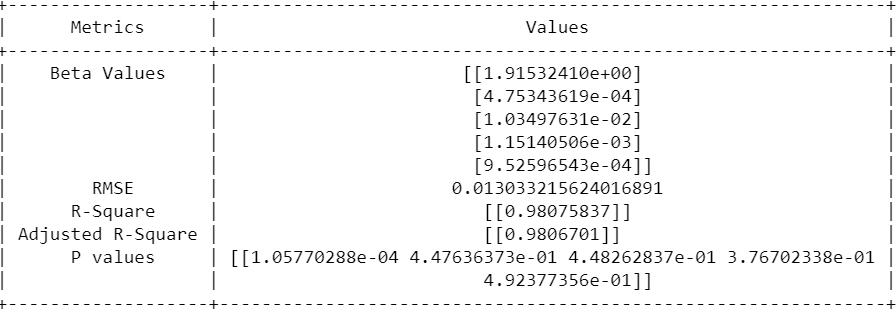 +------------------+----------------------------------------------------------+
| Metrics | Values |
+------------------+----------------------------------------------------------+
| Beta Values | [[1.91532410e+00] |
| | [4.75343619e-04] |
| | [1.03497631e-02] |
| | [1.15140506e-03] |
| | [9.52596543e-04]] |
| RMSE | 0.013033215624016891 |
| R-Square | [[0.98075837]] |
| Adjusted R-Square | [[0.9806701]] |
| P values | [[1.05770288e-04 4.47636373e-01 4.48262837e-01 3.76702338e-01 |
| | 4.92377356e-01]] |
+------------------+----------------------------------------------------------+